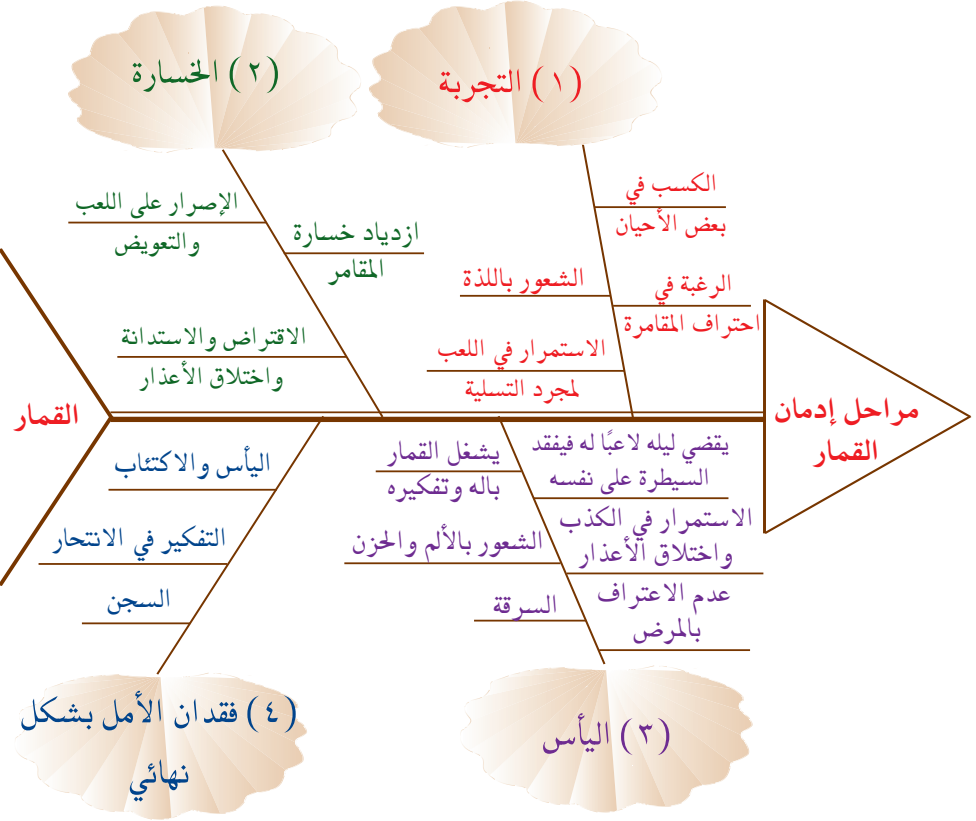 (١) التجربة
الكسب في
بعض الأحيان
الرغبة في
احتراف المقامرة
الشعور باللذة
الاستمرار في اللعب
لمجرد التسلية
(٢) الخسارة
ازدياد خسارة
المقامر
الإصرار على اللعب
والتعويض
الاقتراض والاستدانة
واختلاق الأعذار
مراحل إدمان
القمار
القمار
يقضي ليله لاعبًا له فيفقد
السيطرة على نفسه
الاستمرار في الكذب
واختلاق الأعذار
عدم الاعتراف
بالمرض
يشغل القمار
باله وتفكيره
الشعور بالألم والحزن
السرقة
(٣) اليأس
اليأس والاكتئاب
التفكير في الانتحار
السجن
(٤) فقدان الأمل بشكل
نهائي